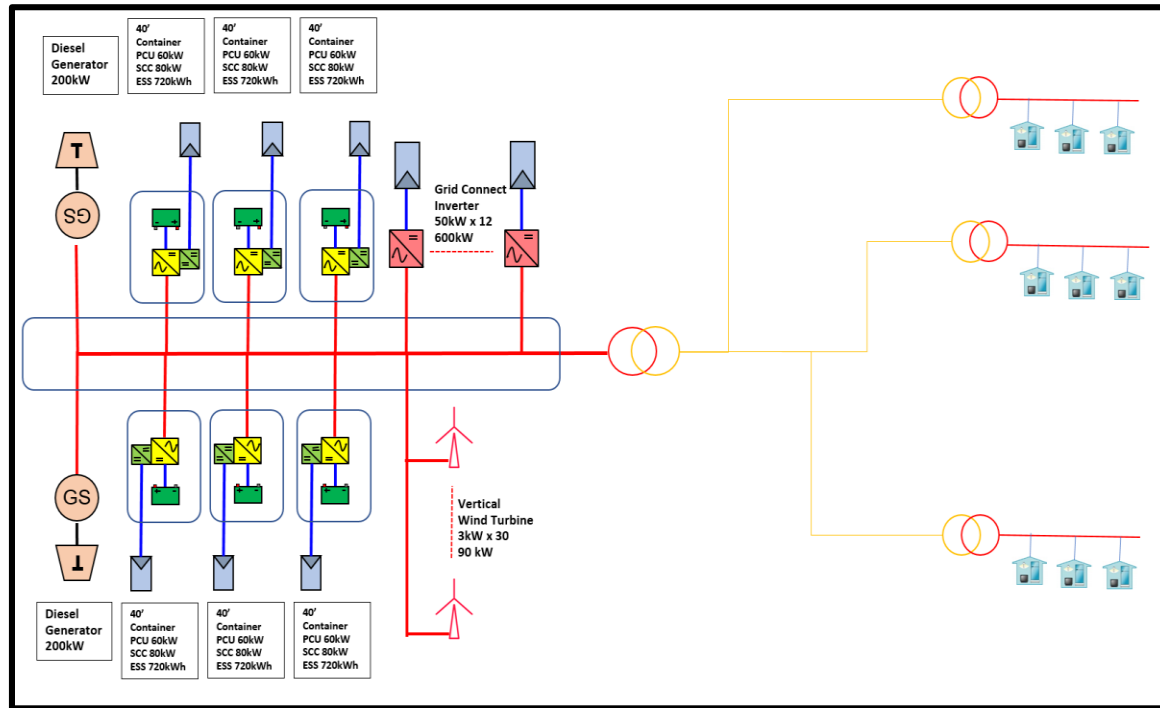 Diesel
Generator
200kW
40'
Container
PCU 60kW
SCC 80kW
ESS 720kWh
40'
Container
PCU 60kW
SCC 80kW
ESS 720kWh
40'
Container
PCU 60kW
SCC 80kW
ESS 720kWh
T
GS
Grid Connect
Inverter
50kW x 12
600kW
GS
T
Vertical
Wind Turbine
3kW x 30
90 kW
Diesel
Generator
200kW
40'
Container
PCU 60kW
SCC 80kW
ESS 720kWh
40'
Container
PCU 60kW
SCC 80kW
ESS 720kWh
40'
Container
PCU 60kW
SCC 80kW
ESS 720kWh